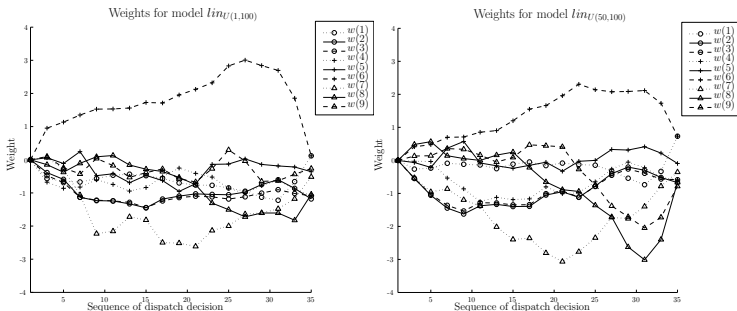 Weights for model lin_U(1,100)
4
3
2
1
0
-1
-2
-3
-4
Weight
5
10
15
20
25
30
35
Sequence of dispatch decision
w(1)
w(2)
w(3)
w(4)
w(5)
w(6)
w(7)
w(8)
w(9)
Weights for model lin_U(50,100)
4
3
2
1
0
-1
-2
-3
-4
Weight
5
10
15
20
25
30
35
Sequence of dispatch decision
w(1)
w(2)
w(3)
w(4)
w(5)
w(6)
w(7)
w(8)
w(9)